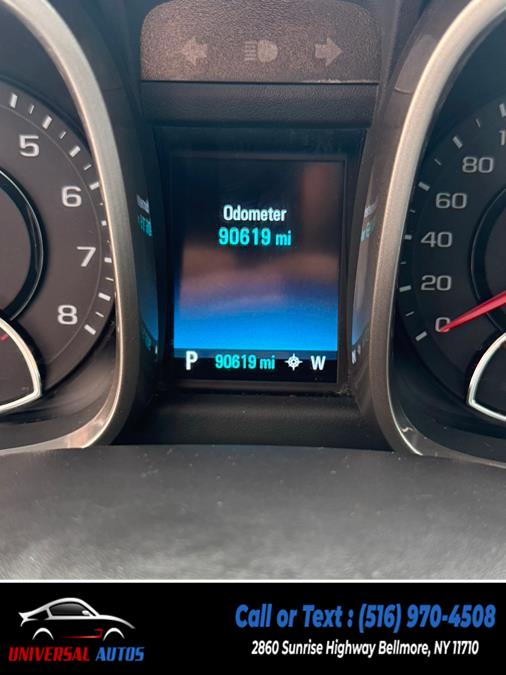 Odometer
90619 mi
P 90619 mi W
5
6
7
8
80
60
40
20
0
UNIVERSAL AUTOS
Call or Text : (516) 970-4508
2860 Sunrise Highway Bellmore, NY 11710